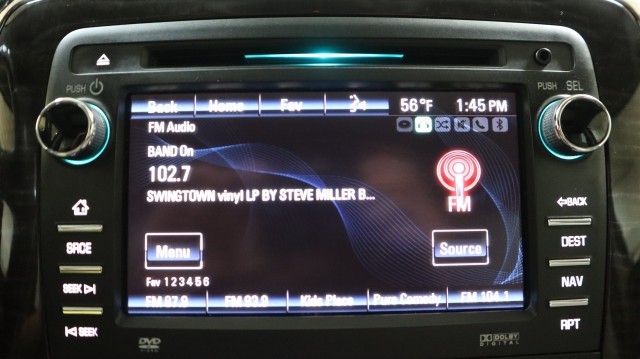 PUSH
PUSH SEL
Back Home Fav 56 °F 1:45 PM
FM Audio
BAND On
102.7
SWINGTOWN vinyl LP BY STEVE MILLER B...
FM
BACK
SRCE
DEST
Menu Source
SEEK
NAV
Fav 1 2 3 4 5 6
FM 97.9 FM 93.9 Kids Place Pure Comedy FM 104.1
SEEK
RPT
DVD
VIDEO
DOLBY
DIGITAL